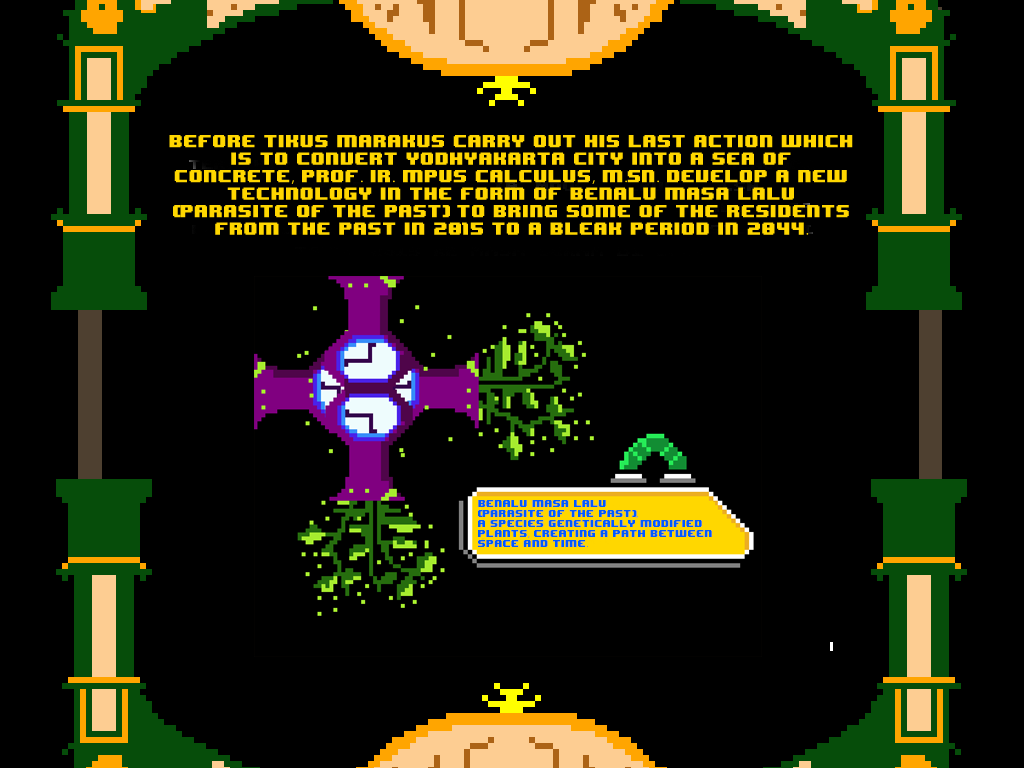 BEFORE TIKUS MARAKUS CARRY OUT HIS LAST ACTION WHICH
IS TO CONVERT YODHYAKARTA CITY INTO A SEA OF
CONCRETE, PROF. IR. MPUS CALCULUS, M.SN. DEVELOP A NEW
TECHNOLOGY IN THE FORM OF BENALU MASA LALU
(PARASITE OF THE PAST) TO BRING SOME OF THE RESIDENTS
FROM THE PAST IN 2015 TO A BLEAK PERIOD IN 2044.
BENALU MASA LALU
(PARASITE OF THE PAST)
A SPECIES GENETICALLY MODIFIED
PLANTS, CREATING A PATH BETWEEN
SPACE AND TIME.